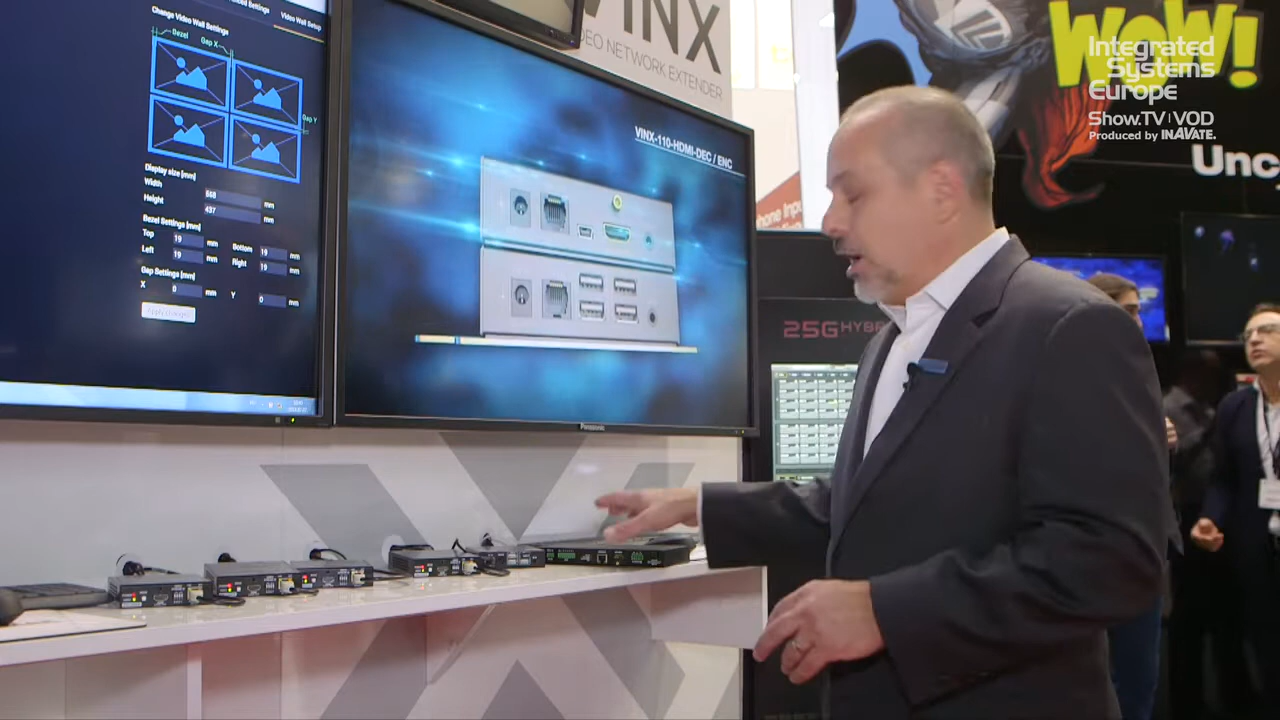 Video Wall Setup
Change Video Wall Settings
Bezel
Gap X
Gap Y
Display size [mm]
Width
mm
Height
437 mm
Bezel Settings [mm]
Top 19 mm Bottom 19 mm
Left 19 mm Right 19 mm
Gap Settings [mm]
X 0 mm Y 0 mm
Apply changes
VINX
VIDEO NETWORK EXTENDER
VINX-110-HDMI-DEC / ENC
Panasonic
25G HYB
WOW!
Integrated
Systems
Europe
Show.TV | VOD
Produced by INAVATE.
Unc